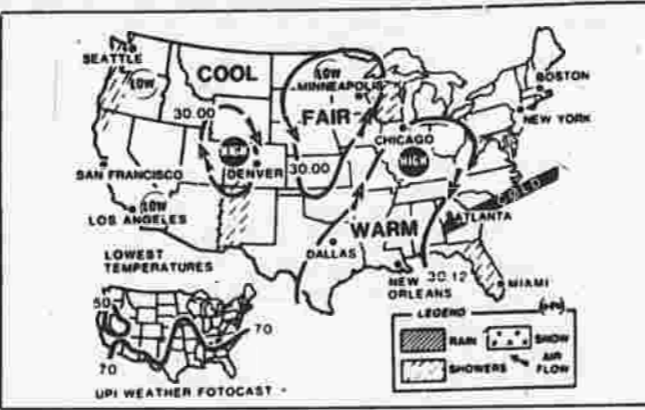 SEATTLE
LOW
COOL
LOW
MINNEAPOLIS
BOSTON
30.00
FAIR
NEW YORK
CHICAGO
HIGH
HIGH
SAN FRANCISCO
DENVER
30.00
LOW
LOS ANGELES
COLD
ATLANTA
WARM
LOWEST
TEMPERATURES
DALLAS
NEW
ORLEANS
30.12
MIAMI
50
70
70
LEGEND
RAIN
SNOW
SHOWERS
AIR
FLOW
UPI WEATHER FOTOCAST